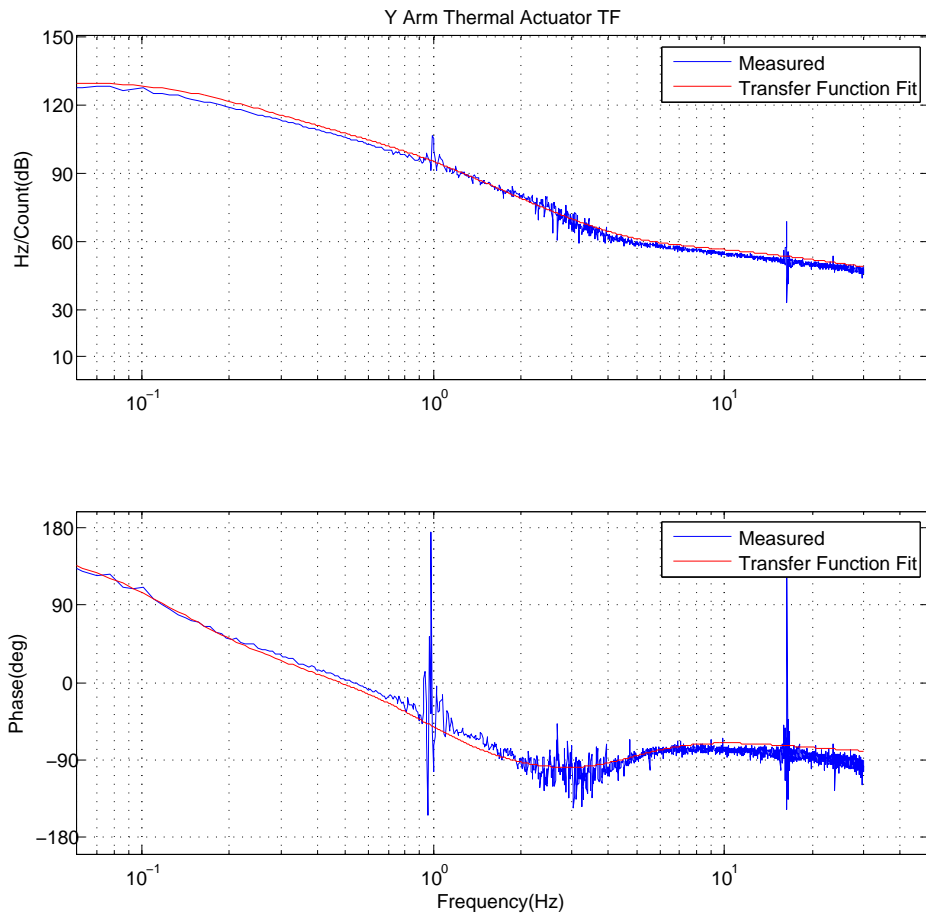 Y Arm Thermal Actuator TF
150
120
90
60
30
10
Hz/Count(dB)
Measured
Transfer Function Fit
10^-1
10^0
10^1
180
90
0
−90
−180
Phase(deg)
Measured
Transfer Function Fit
10^-1
10^0
10^1
Frequency(Hz)